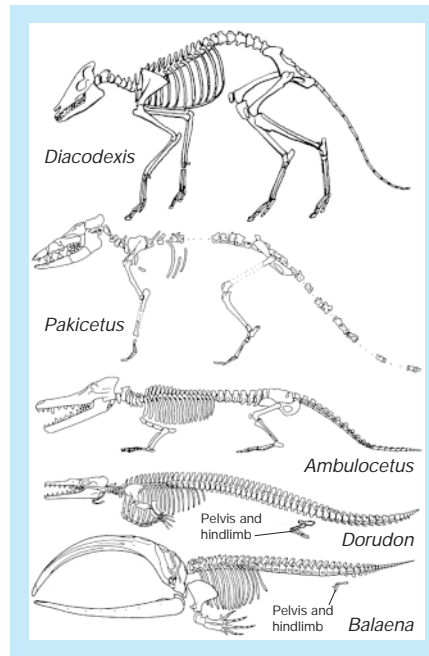 Diacodexis
Pakicetus
Ambulocetus
Pelvis and
hindlimb
Dorudon
Pelvis and
hindlimb
Balaena